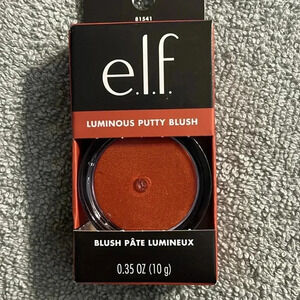 81541
e.l.f.
LUMINOUS PUTTY BLUSH
BLUSH PÂTE LUMINEUX
0.35 OZ (10 g)